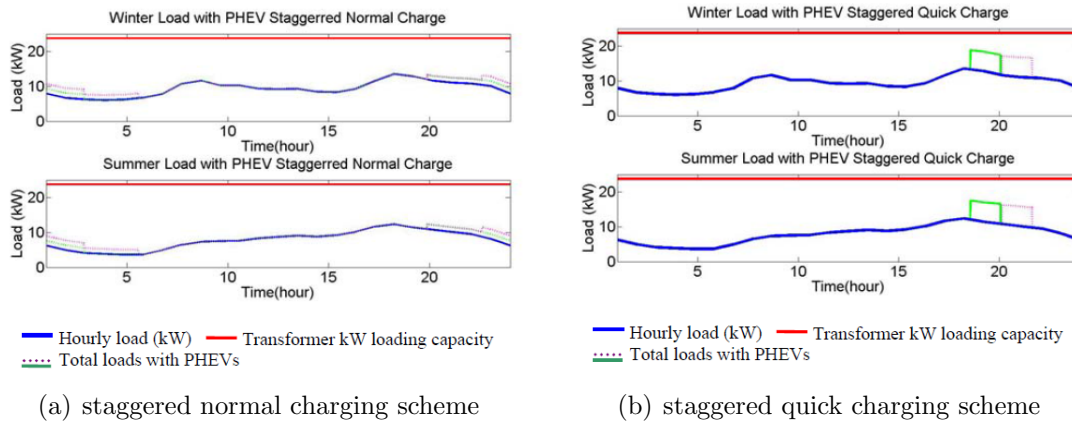 Winter Load with PHEV Staggerred Normal Charge
Load (kW)
20
10
0
5
10
15
20
Time(hour)
Summer Load with PHEV Staggerred Normal Charge
Load (kW)
20
10
0
5
10
15
20
Time(hour)
Hourly load (kW) Transformer kW loading capacity
Total loads with PHEVs
(a) staggered normal charging scheme
Winter Load with PHEV Staggered Quick Charge
Load (kW)
20
10
0
5
10
15
20
Time(hour)
Summer Load with PHEV Staggered Quick Charge
Load (kW)
20
10
0
5
10
15
20
Time(hour)
Hourly load (kW) Transformer kW loading capacity
Total loads with PHEVs
(b) staggered quick charging scheme